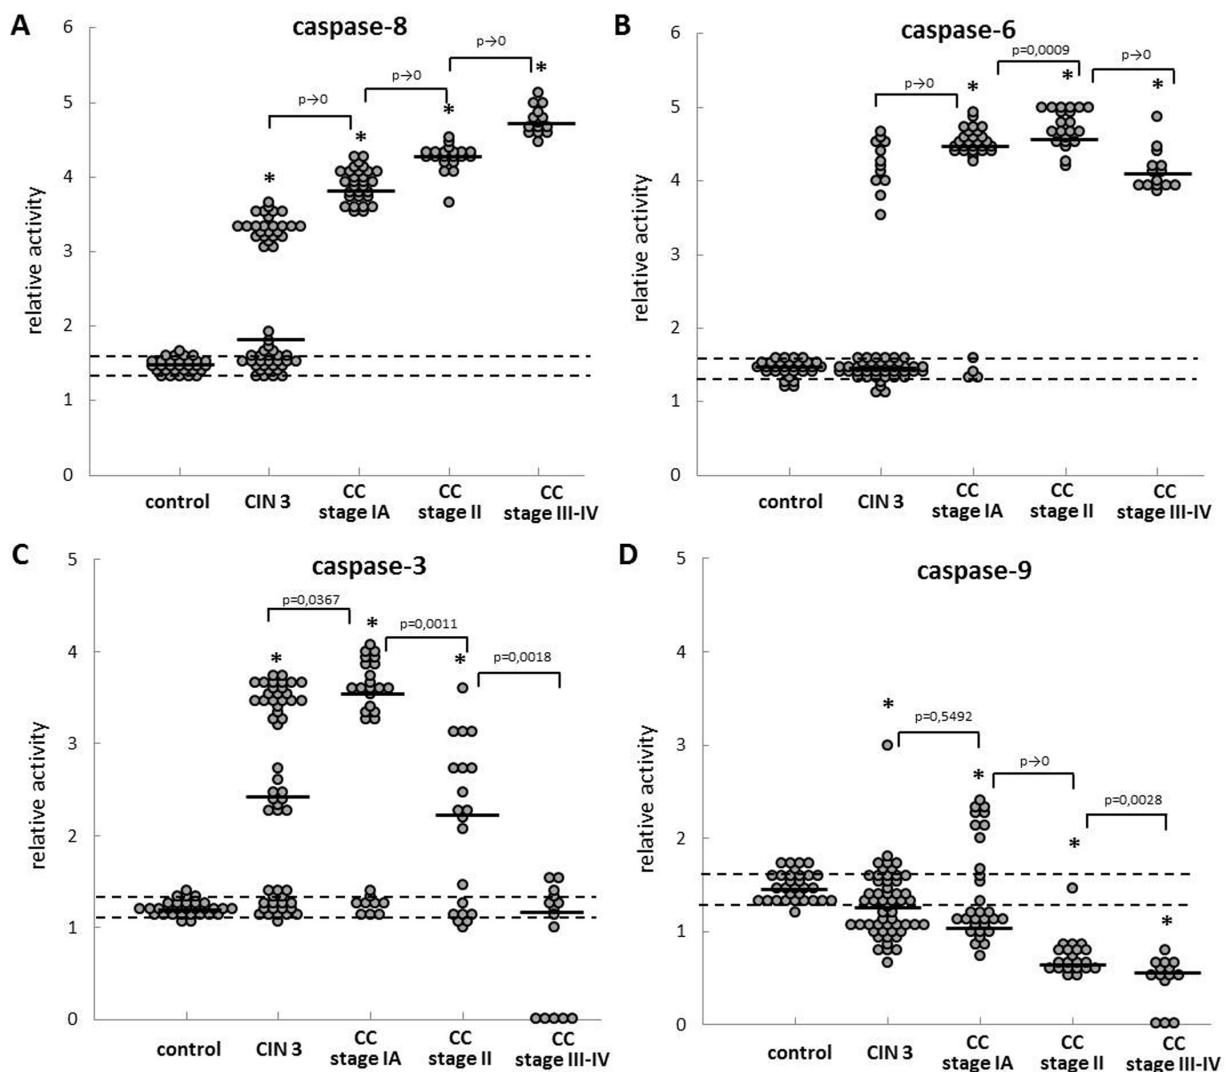 A
caspase-8
6
5
4
3
2
1
0
relative activity
p→0
p→0
p→0
*
*
*
*
control
CIN 3
CC
stage IA
CC
stage II
CC
stage III-IV
B
caspase-6
6
5
4
3
2
1
0
relative activity
p→0
p=0,0009
p→0
*
*
*
control
CIN 3
CC
stage IA
CC
stage II
CC
stage III-IV
C
caspase-3
5
4
3
2
1
0
relative activity
p=0,0367
p=0,0011
p=0,0018
*
*
*
control
CIN 3
CC
stage IA
CC
stage II
CC
stage III-IV
D
caspase-9
5
4
3
2
1
0
relative activity
p=0,5492
p→0
p=0,0028
*
*
*
*
control
CIN 3
CC
stage IA
CC
stage II
CC
stage III-IV